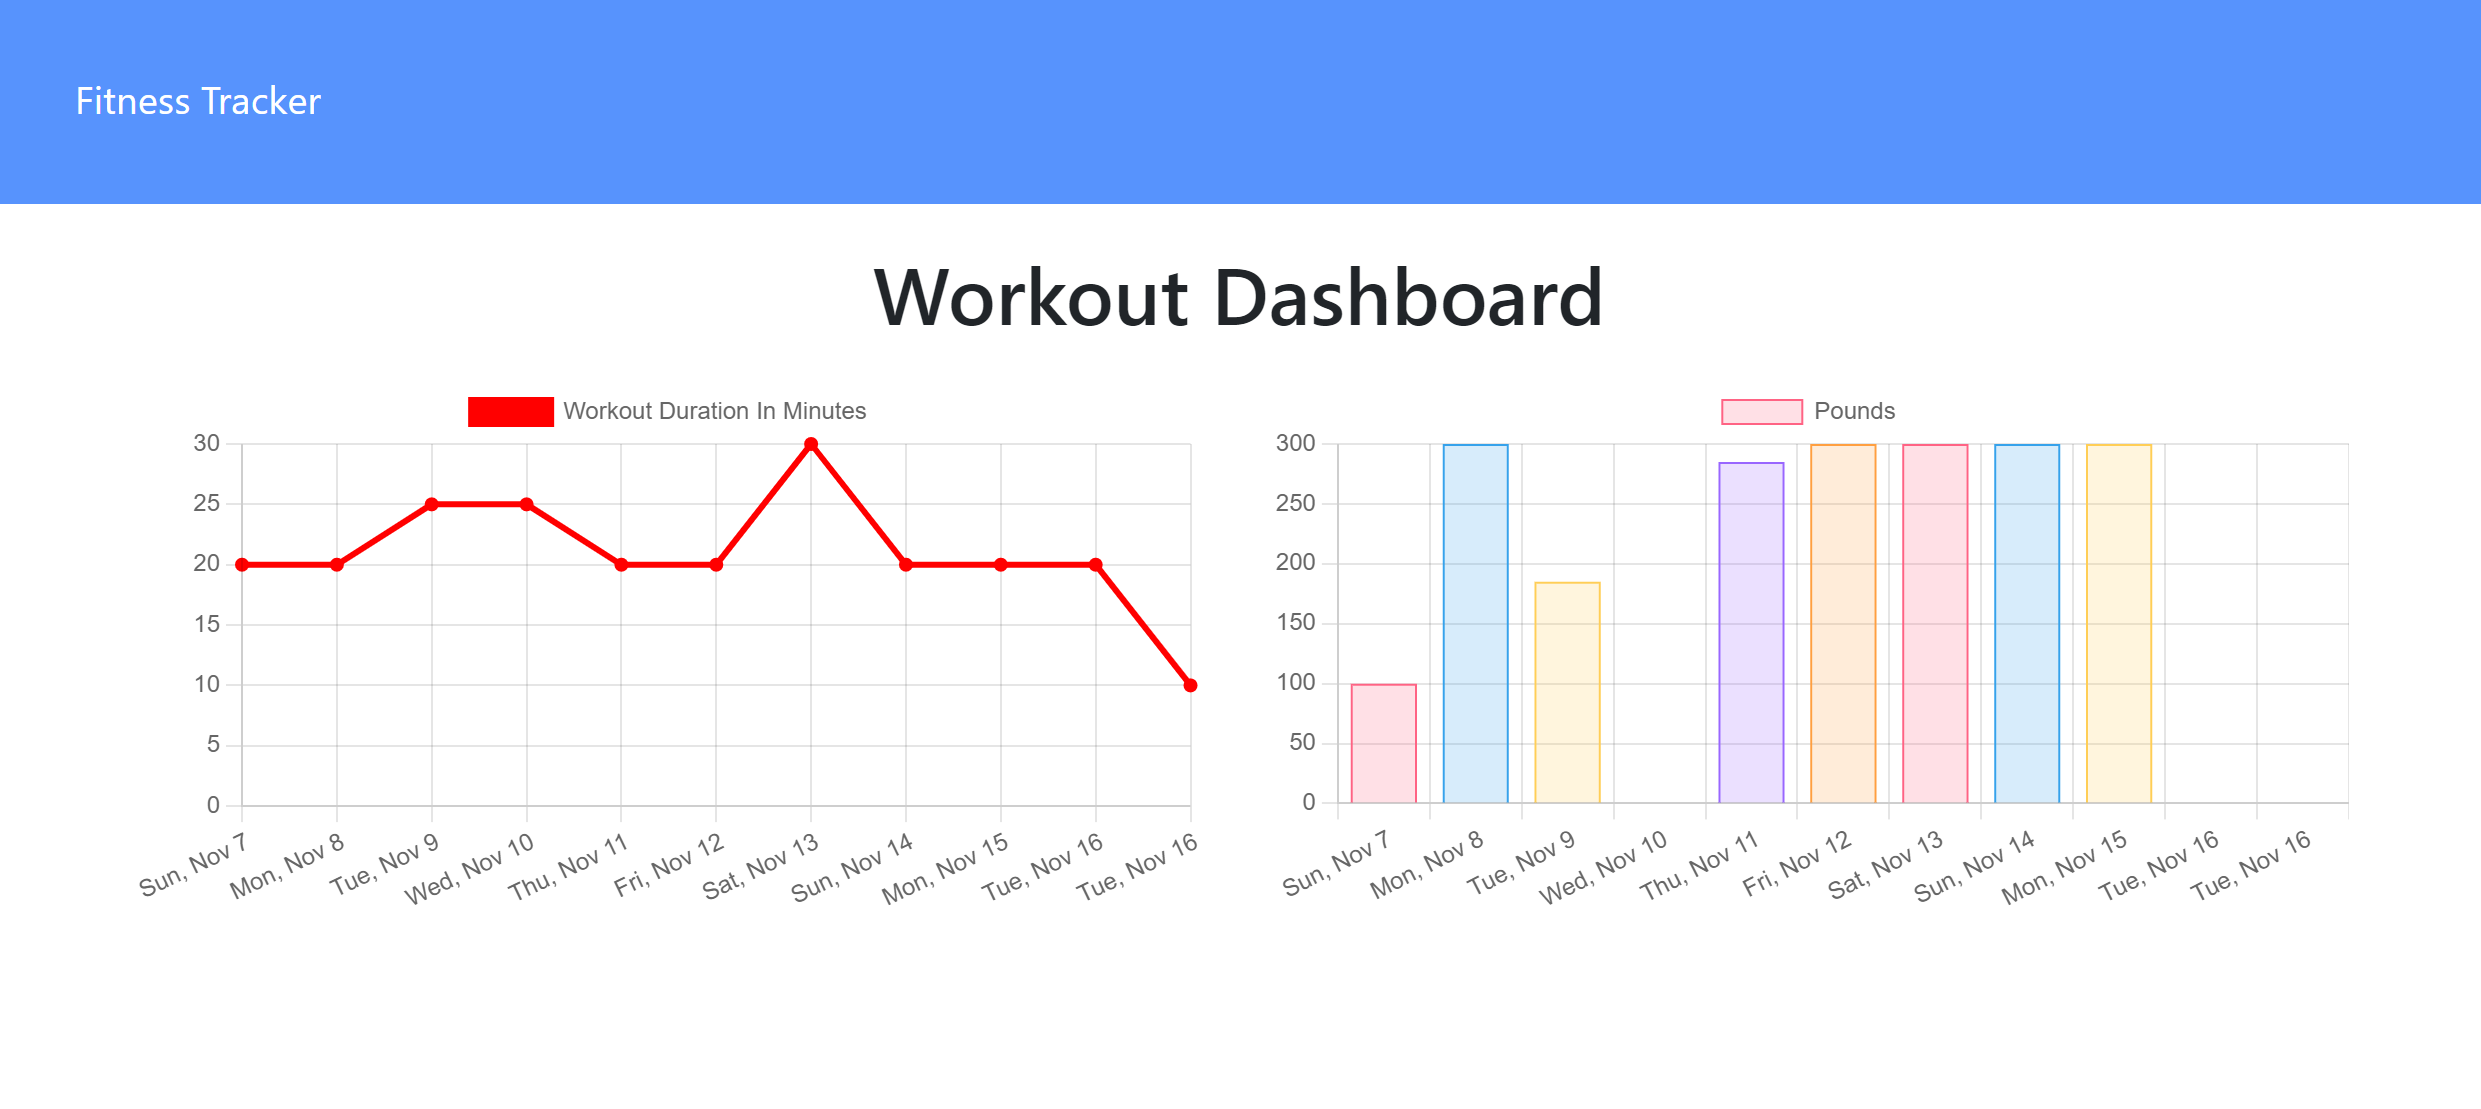 Fitness Tracker
Workout Dashboard
Workout Duration In Minutes
30
25
20
15
10
5
0
Sun, Nov 7
Mon, Nov 8
Tue, Nov 9
Wed, Nov 10
Thu, Nov 11
Fri, Nov 12
Sat, Nov 13
Sun, Nov 14
Mon, Nov 15
Tue, Nov 16
Tue, Nov 16
Pounds
300
250
200
150
100
50
0
Sun, Nov 7
Mon, Nov 8
Tue, Nov 9
Wed, Nov 10
Thu, Nov 11
Fri, Nov 12
Sat, Nov 13
Sun, Nov 14
Mon, Nov 15
Tue, Nov 16
Tue, Nov 16